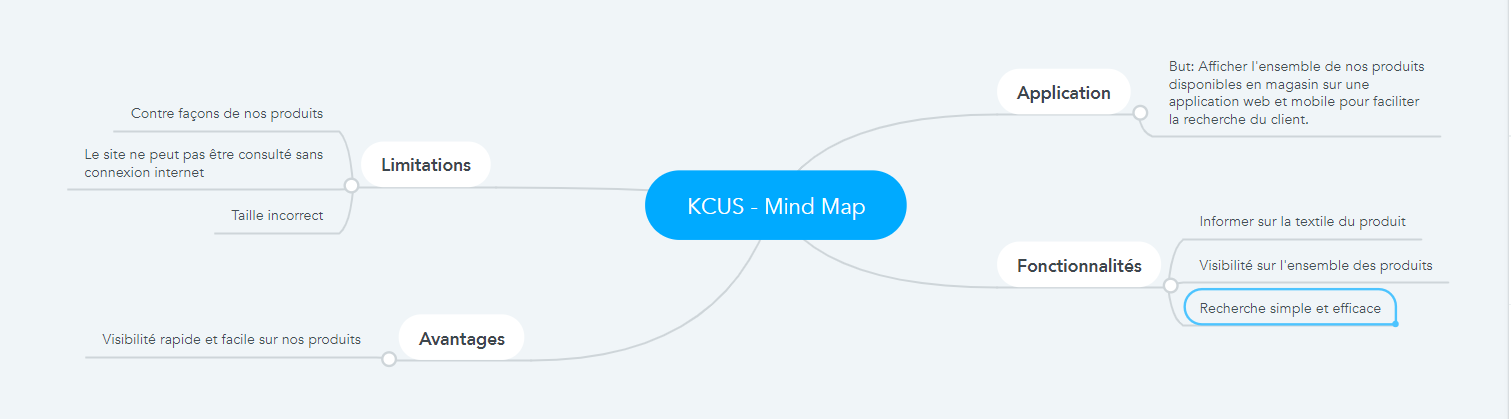 KCUS - Mind Map
Application
But: Afficher l'ensemble de nos produits
disponibles en magasin sur une
application web et mobile pour faciliter
la recherche du client.
Fonctionnalités
Informer sur la textile du produit
Visibilité sur l'ensemble des produits
Recherche simple et efficace
Limitations
Contre façons de nos produits
Le site ne peut pas être consulté sans
connexion internet
Taille incorrect
Avantages
Visibilité rapide et facile sur nos produits